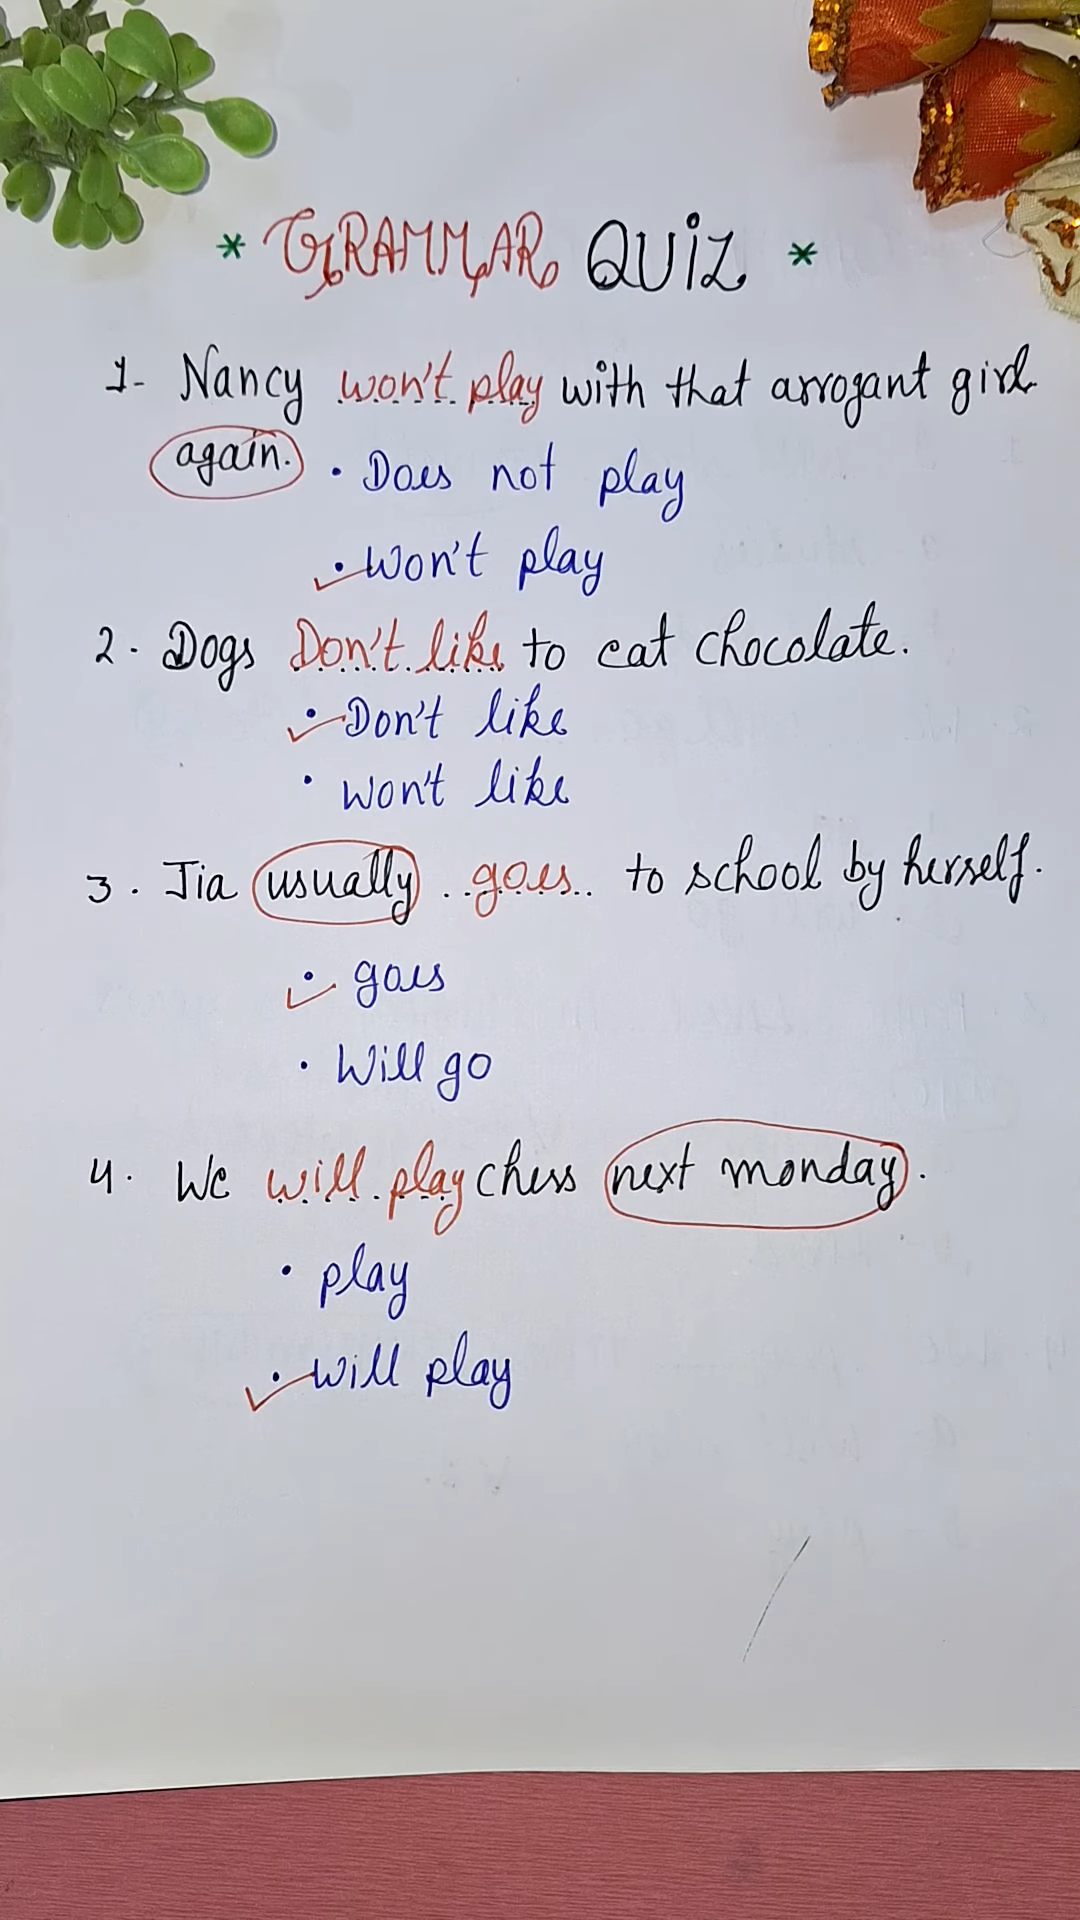 * GRAMMAR QUIZ *
1- Nancy won't play with that arrogant girl
again.
• Does not play
• Won't play
2. Dogs Don't like to eat chocolate.
• Don't like
• won't like
3. Jia usually goes to school by herself.
• goes
• Will go
4. We will play chess next monday.
• play
• will play